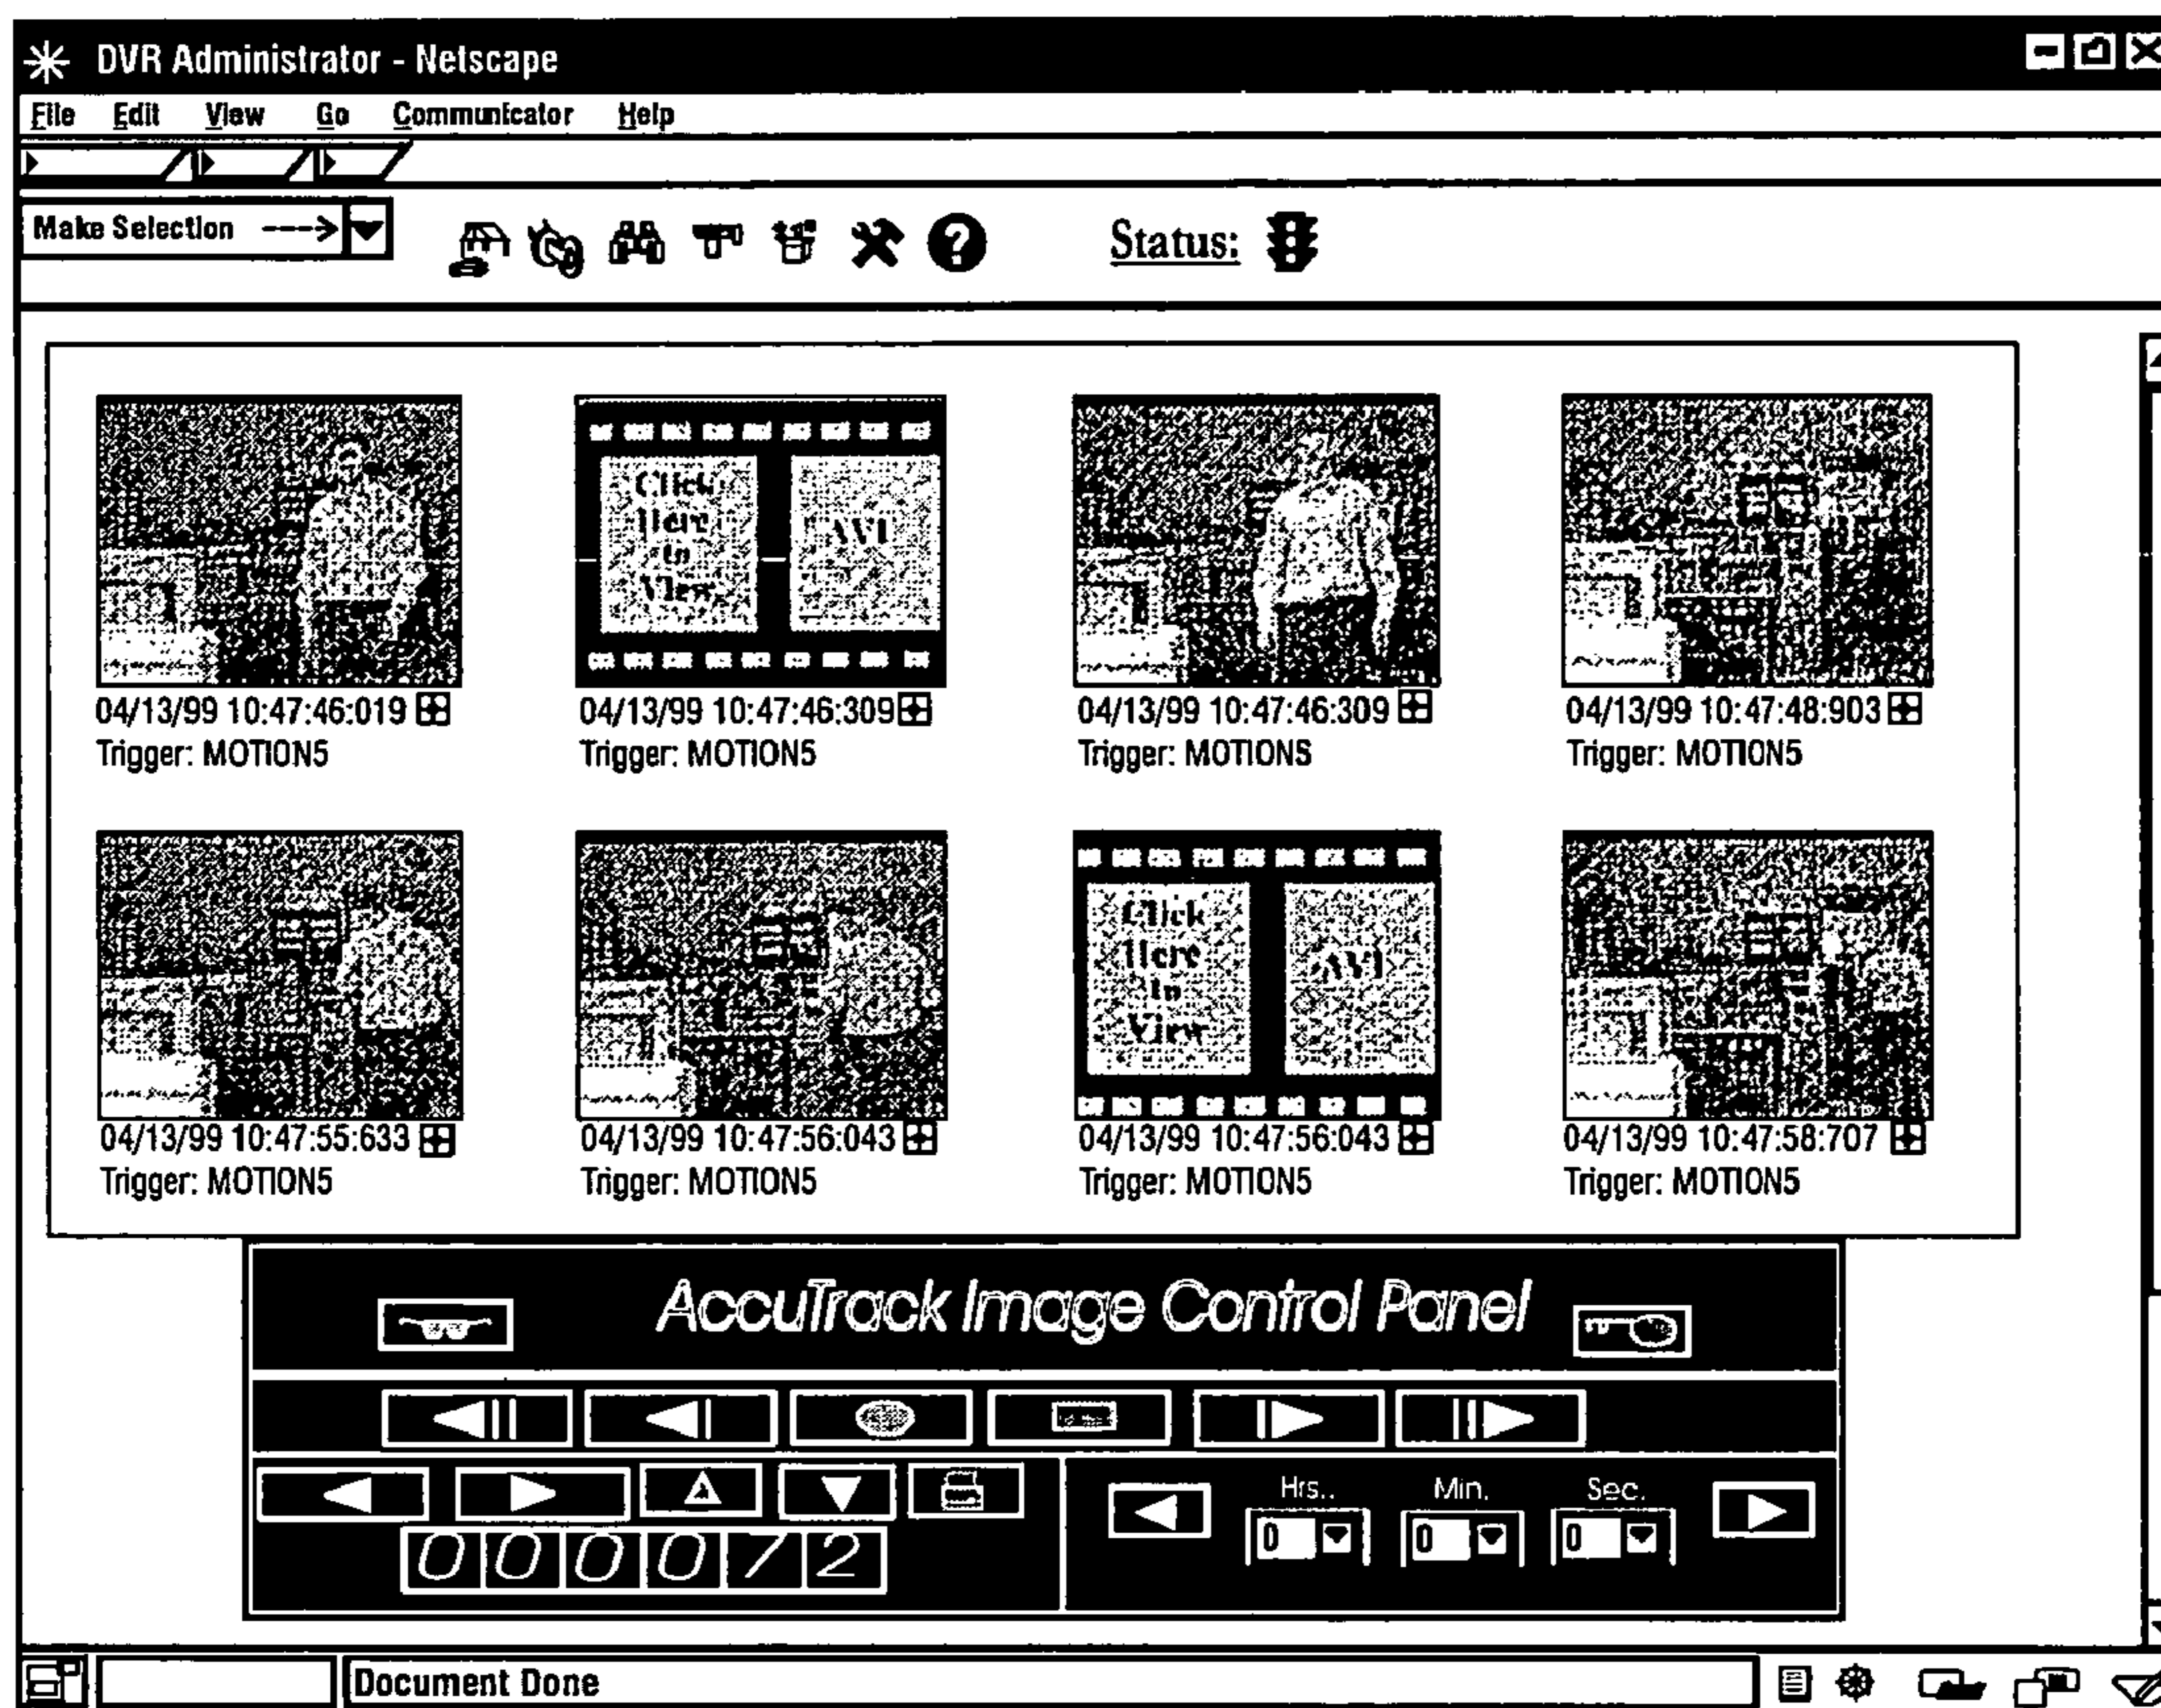 DVR Administrator - Netscape
File Edit View Go Communicator Help
Make Selection --->
Status:
Click Here to View AVI
04/13/99 10:47:46:019
04/13/99 10:47:46:309
04/13/99 10:47:46:309
04/13/99 10:47:48:903
Trigger: MOTION5
Trigger: MOTION5
Trigger: MOTIONS
Trigger: MOTION5
Click Here to View AVI
04/13/99 10:47:55:633
04/13/99 10:47:56:043
04/13/99 10:47:56:043
04/13/99 10:47:58:707
Trigger: MOTION5
Trigger: MOTION5
Trigger: MOTION5
Trigger: MOTION5
AccuTrack Image Control Panel
Hrs.. Min. Sec.
0 0 0
000072
Document Done